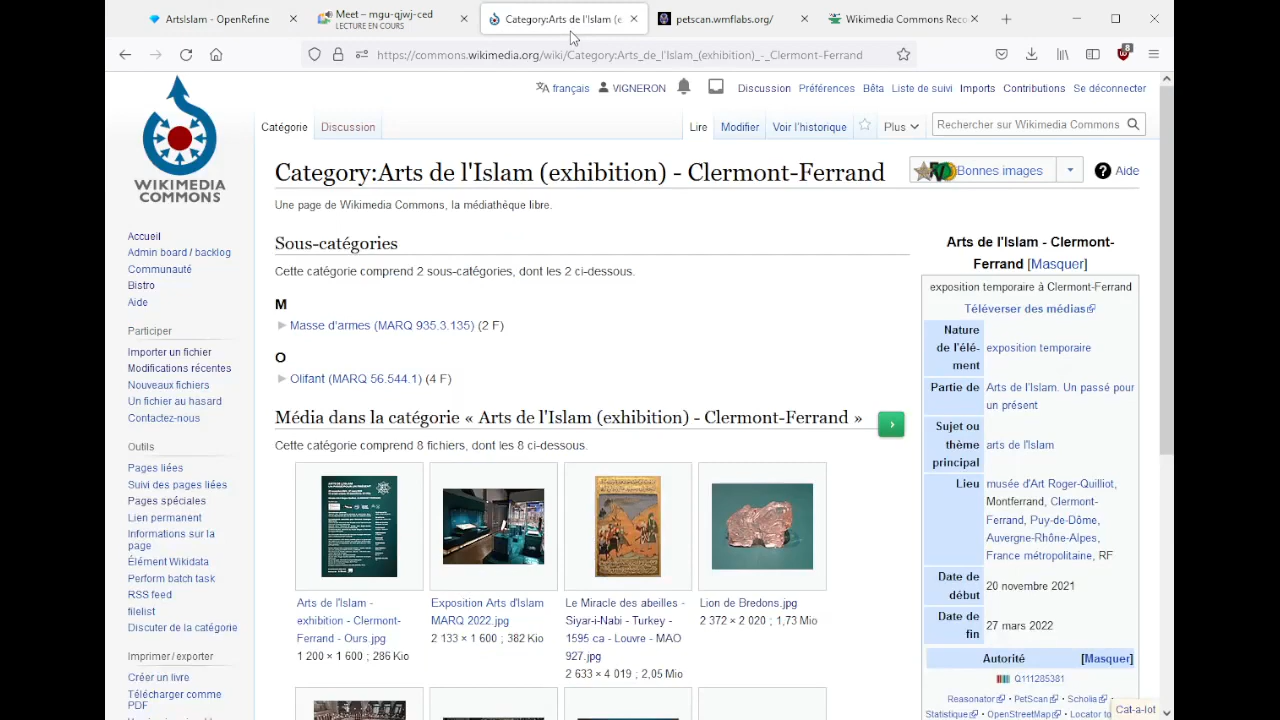 ArtsIslam - OpenRefine
Meet – mgu-qjwj-ced
LECTURE EN COURS
Category:Arts de l'Islam (e
petscan.wmflabs.org/
Wikimedia Commons Reco
https://commons.wikimedia.org/wiki/Category:Arts_de_l'Islam_(exhibition)_-_Clermont-Ferrand
8
français
VIGNERON
Discussion
Préférences
Bêta
Liste de suivi
Imports
Contributions
Se déconnecter
Catégorie
Discussion
Lire
Modifier
Voir l'historique
Plus
Rechercher sur Wikimedia Commons
WIKIMEDIA
COMMONS
Category:Arts de l'Islam (exhibition) - Clermont-Ferrand
Bonnes images
Aide
Une page de Wikimedia Commons, la médiathèque libre.
Accueil
Admin board / backlog
Communauté
Bistro
Aide
Participer
Importer un fichier
Modifications récentes
Nouveaux fichiers
Un fichier au hasard
Contactez-nous
Outils
Pages liées
Suivi des pages liées
Pages spéciales
Lien permanent
Informations sur la
page
Élément Wikidata
Perform batch task
RSS feed
filelist
Discuter de la catégorie
Imprimer / exporter
Créer un livre
Télécharger comme
PDF
Sous-catégories
Cette catégorie comprend 2 sous-catégories, dont les 2 ci-dessous.
M
Masse d'armes (MARQ 935.3.135) (2 F)
O
Olifant (MARQ 56.544.1) (4 F)
Média dans la catégorie « Arts de l'Islam (exhibition) - Clermont-Ferrand »
Cette catégorie comprend 8 fichiers, dont les 8 ci-dessous.
Arts de l'Islam -
exhibition - Clermont-
Ferrand - Ours.jpg
1 200 × 1 600 ; 286 Kio
Exposition Arts d'Islam
MARQ 2022.jpg
2 133 × 1 600 ; 382 Kio
Le Miracle des abeilles -
Siyar-i-Nabi - Turkey -
1595 ca - Louvre - MAO
927.jpg
2 633 × 4 019 ; 2,05 Mio
Lion de Bredons.jpg
2 372 × 2 020 ; 1,73 Mio
Arts de l'Islam - Clermont-
Ferrand [Masquer]
exposition temporaire à Clermont-Ferrand
Téléverser des médias
Nature
de l'élé-
ment
exposition temporaire
Partie de
Arts de l'Islam. Un passé pour
un présent
Sujet ou
thème
principal
arts de l'Islam
Lieu
musée d'Art Roger-Quilliot,
Montferrand, Clermont-
Ferrand, Puy-de-Dôme,
Auvergne-Rhône-Alpes,
France métropolitaine, RF
Date de
début
20 novembre 2021
Date de
fin
27 mars 2022
Autorité
[Masquer]
Q111285381
Reasonator • PetScan • Scholia •
Statistique • OpenStreetMap • Locator to
Cat-a-lot